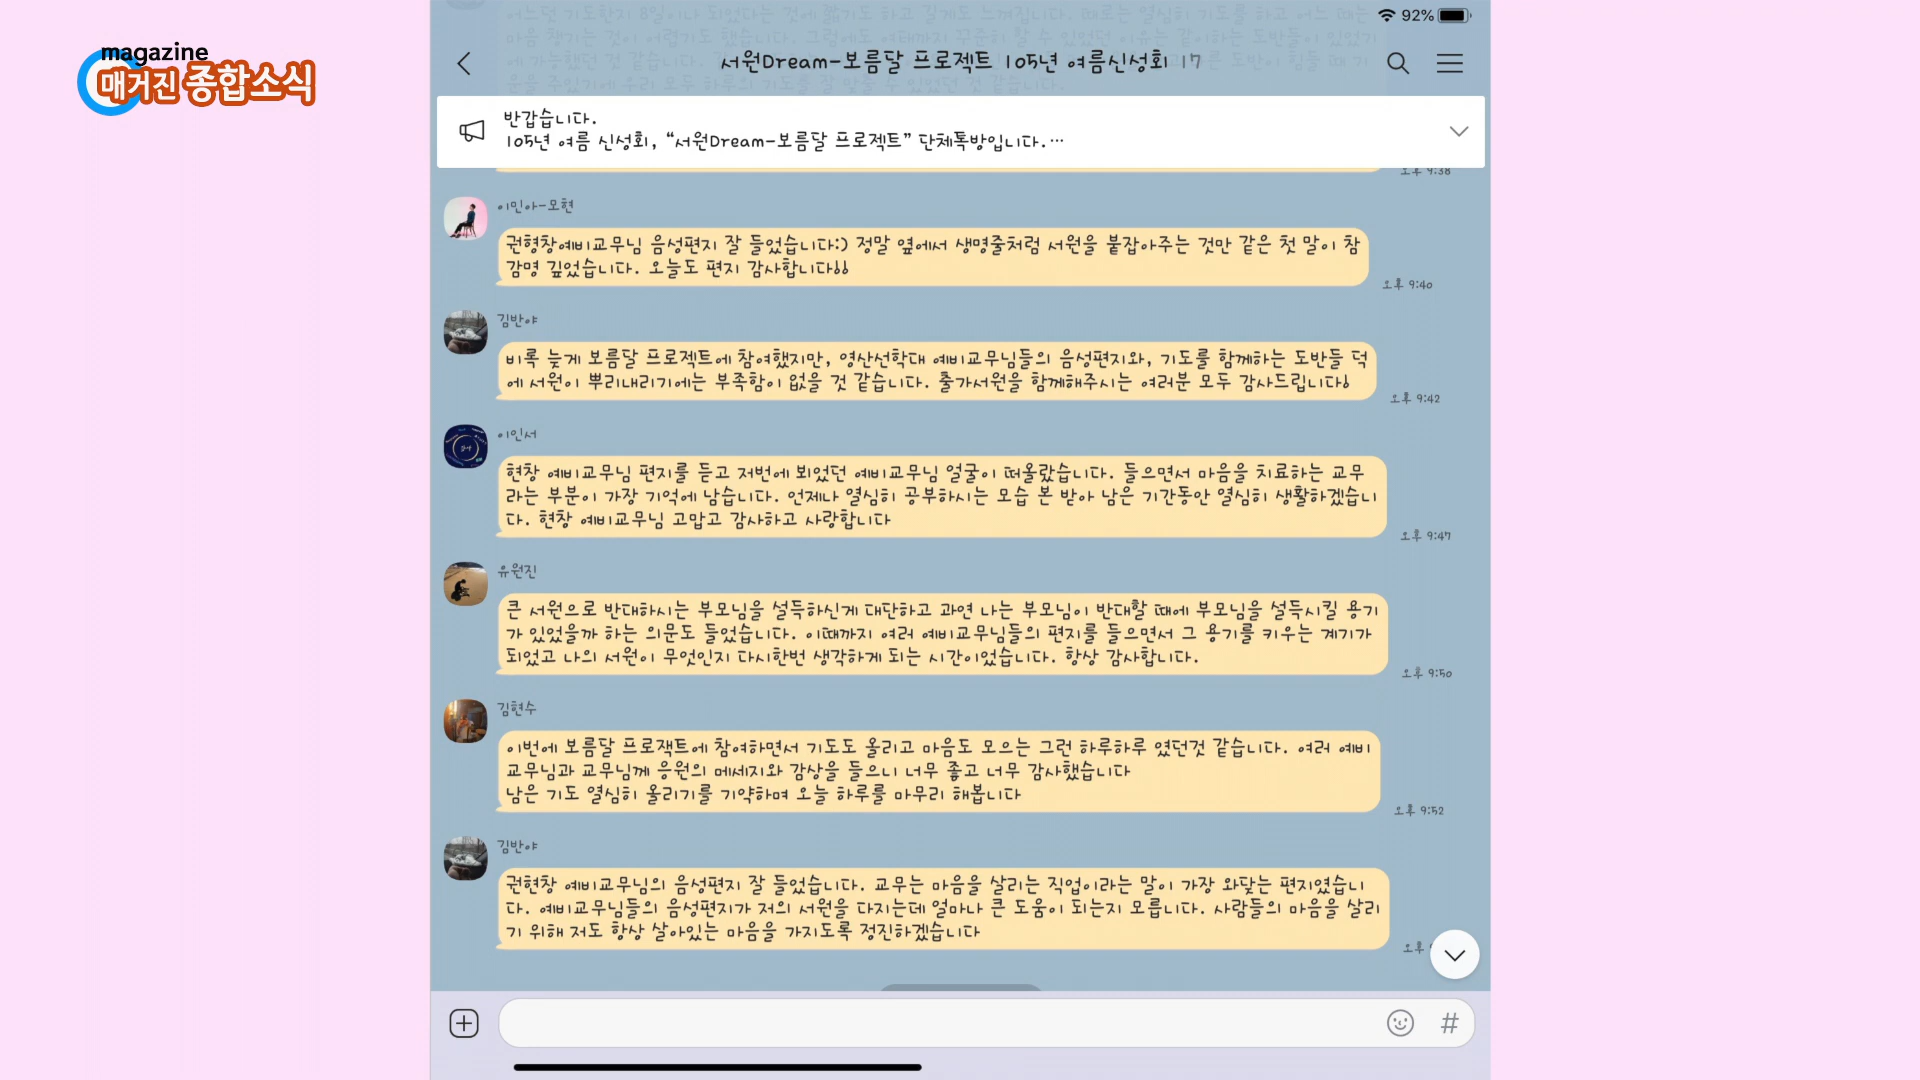 magazine
매거진 종합소식
92%
서원Dream-보름달 프로젝트 105년 여름신성회 17
반갑습니다.
105년 여름 신성회, “서원Dream-보름달 프로젝트” 단체톡방입니다.…
오후 9:38
이민아-모현
권형창예비교무님 음성편지 잘 들었습니다:) 정말 옆에서 생명줄처럼 서원을 붙잡아주는 것만 같은 첫 말이 참
감명 깊었습니다. 오늘도 편지 감사합니다!!
오후 9:40
김반야
비록 늦게 보름달 프로젝트에 참여했지만, 영산선학대 예비교무님들의 음성편지와, 기도를 함께하는 도반들 덕
에 서원이 뿌리내리기에는 부족함이 없을 것 같습니다. 출가서원을 함께해주시는 여러분 모두 감사드립니다!
오후 9:42
이인서
현창 예비교무님 편지를 듣고 저번에 뵈었던 예비교무님 얼굴이 떠올랐습니다. 들으면서 마음을 치료하는 교무
라는 부분이 가장 기억에 남습니다. 언제나 열심히 공부하시는 모습 본 받아 남은 기간동안 열심히 생활하겠습니
다. 현창 예비교무님 고맙고 감사하고 사랑합니다
오후 9:47
유원진
큰 서원으로 반대하시는 부모님을 설득하신게 대단하고 과연 나는 부모님이 반대할 때에 부모님을 설득시킬 용기
가 있었을까 하는 의문도 들었습니다. 이때까지 여러 예비교무님들의 편지를 들으면서 그 용기를 키우는 계기가
되었고 나의 서원이 무엇인지 다시한번 생각하게 되는 시간이었습니다. 항상 감사합니다.
오후 9:50
김현수
이번에 보름달 프로잭트에 참여하면서 기도도 올리고 마음도 모으는 그런 하루하루 였던것 같습니다. 여러 예비
교무님과 교무님께 응원의 메세지와 감상을 들으니 너무 좋고 너무 감사했습니다
남은 기도 열심히 올리기를 기약하며 오늘 하루를 마무리 해봅니다
오후 9:52
김반야
권현창 예비교무님의 음성편지 잘 들었습니다. 교무는 마음을 살리는 직업이라는 말이 가장 와닿는 편지였습니
다. 예비교무님들의 음성편지가 저의 서원을 다지는데 얼마나 큰 도움이 되는지 모릅니다. 사람들의 마음을 살리
기 위해 저도 항상 살아있는 마음을 가지도록 정진하겠습니다
오후